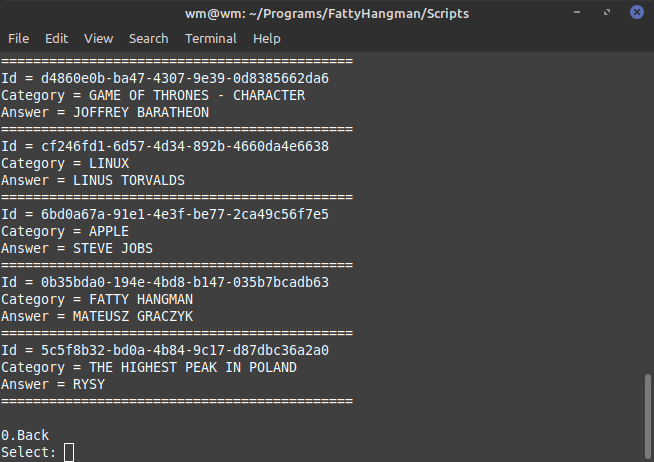 wm@wm: ~/Programs/FattyHangman/Scripts
File Edit View Search Terminal Help
============================================
Id = d4860e0b-ba47-4307-9e39-0d8385662da6
Category = GAME OF THRONES - CHARACTER
Answer = JOFFREY BARATHEON
============================================
Id = cf246fd1-6d57-4d34-892b-4660da4e6638
Category = LINUX
Answer = LINUS TORVALDS
============================================
Id = 6bd0a67a-91e1-4e3f-be77-2ca49c56f7e5
Category = APPLE
Answer = STEVE JOBS
============================================
Id = 0b35bda0-194e-4bd8-b147-035b7bcadb63
Category = FATTY HANGMAN
Answer = MATEUSZ GRACZYK
============================================
Id = 5c5f8b32-bd0a-4b84-9c17-d87dbc36a2a0
Category = THE HIGHEST PEAK IN POLAND
Answer = RYSY
============================================
0.Back
Select: